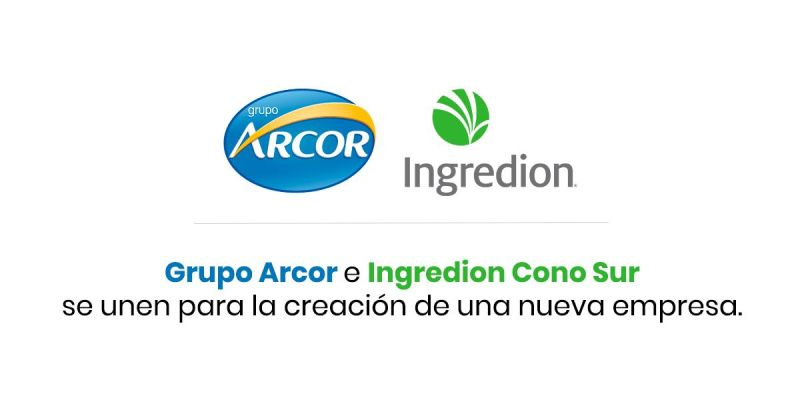 grupo
ARCOR
Ingredion
Grupo Arcor e Ingredion Cono Sur
se unen para la creación de una nueva empresa.